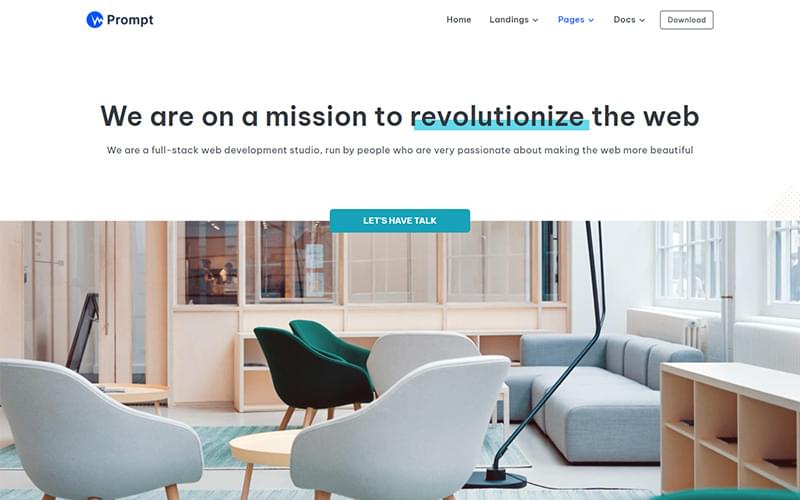 Prompt
Home Landings Pages Docs Download
We are on a mission to revolutionize the web
We are a full-stack web development studio, run by people who are very passionate about making the web more beautiful
LET'S HAVE TALK